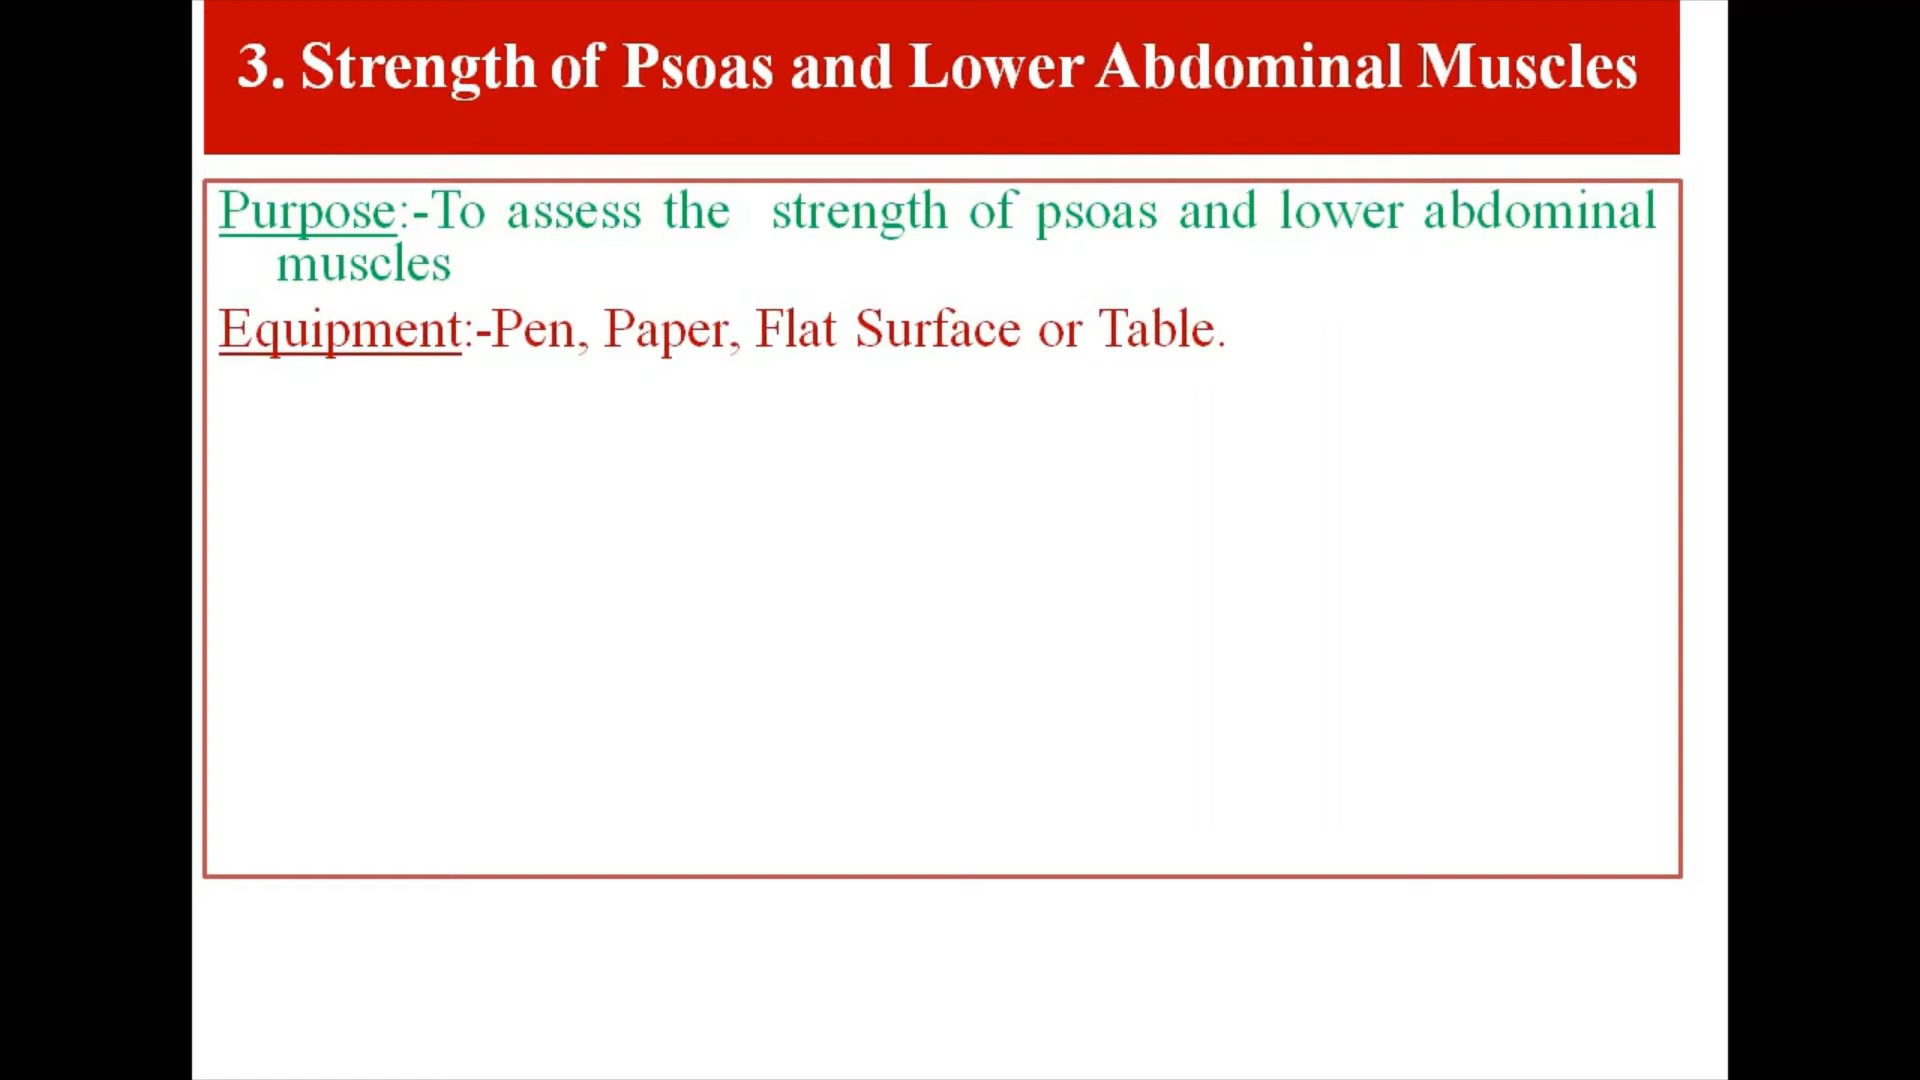 3. Strength of Psoas and Lower Abdominal Muscles
Purpose:-To assess the strength of psoas and lower abdominal
muscles
Equipment:-Pen, Paper, Flat Surface or Table.